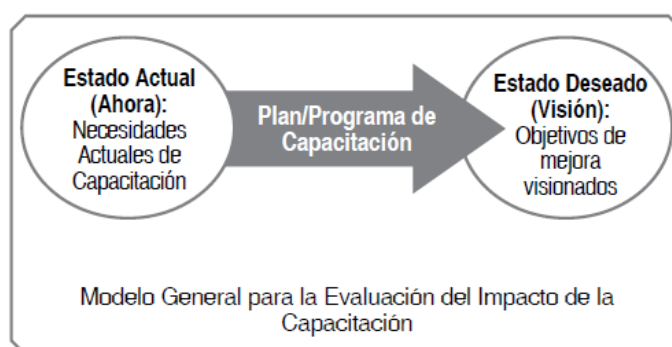 Estado Actual
(Ahora):
Necesidades
Actuales de
Capacitación
Plan/Programa de
Capacitación
Estado Deseado
(Visión):
Objetivos de
mejora
visionados
Modelo General para la Evaluación del Impacto de la
Capacitación